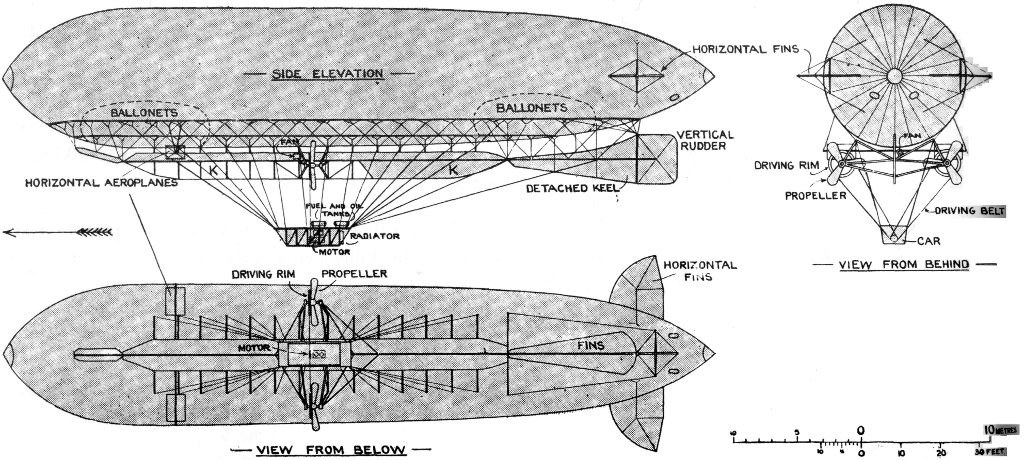 SIDE ELEVATION
HORIZONTAL FINS
BALLONETS
BALLONETS
FAN
K
K
VERTICAL
RUDDER
HORIZONTAL AEROPLANES
DETACHED KEEL
FUEL AND OIL
TANKS
RADIATOR
MOTOR
FAN
DRIVING RIM
PROPELLER
DRIVING BELT
CAR
VIEW FROM BEHIND
DRIVING RIM
PROPELLER
HORIZONTAL
FINS
MOTOR
FINS
VIEW FROM BELOW
5 0 10 METRES
10 5 0 10 20 30 FEET